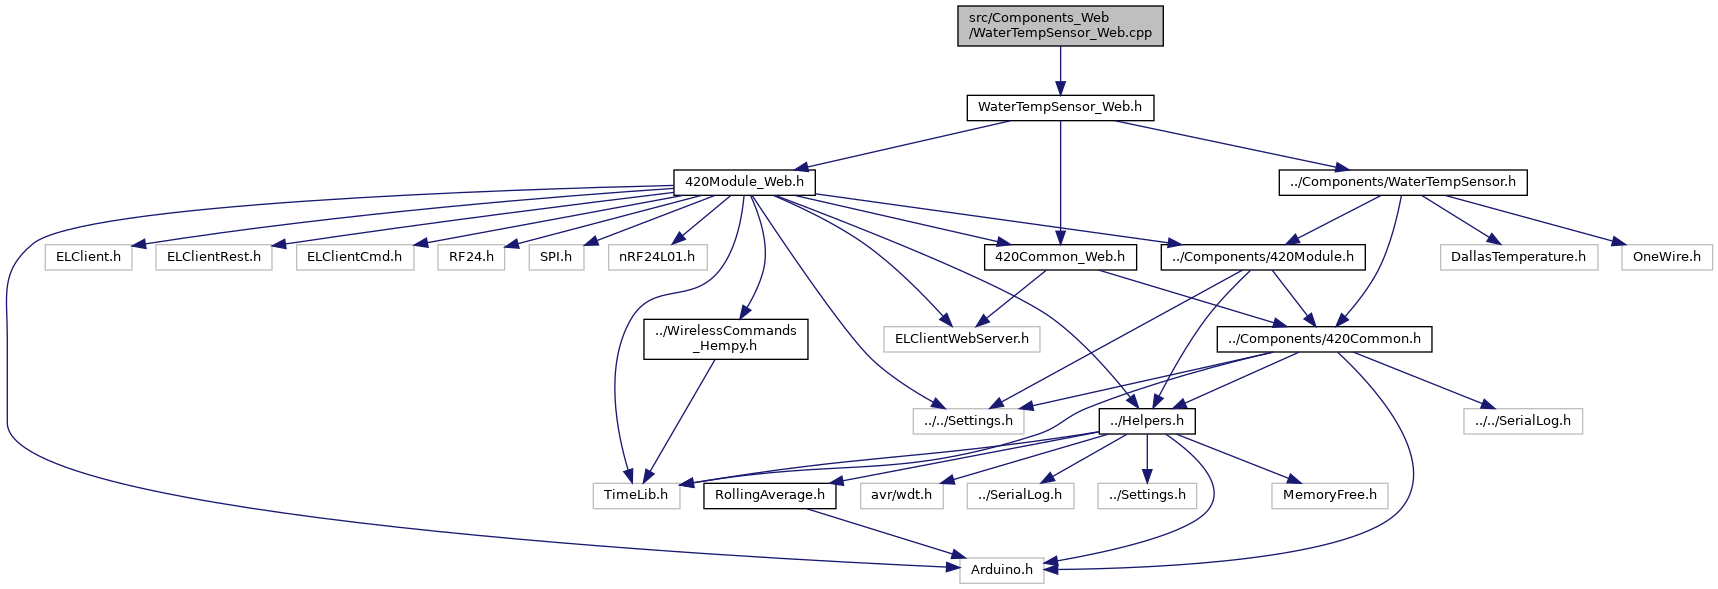 src/Components_Web
/WaterTempSensor_Web.cpp
WaterTempSensor_Web.h
420Module_Web.h
../Components/WaterTempSensor.h
ELClient.h
ELClientRest.h
ELClientCmd.h
RF24.h
SPI.h
nRF24L01.h
420Common_Web.h
../Components/420Module.h
DallasTemperature.h
OneWire.h
../WirelessCommands
_Hempy.h
ELClientWebServer.h
../Components/420Common.h
../../Settings.h
../Helpers.h
../../SerialLog.h
TimeLib.h
RollingAverage.h
avr/wdt.h
../SerialLog.h
../Settings.h
MemoryFree.h
Arduino.h